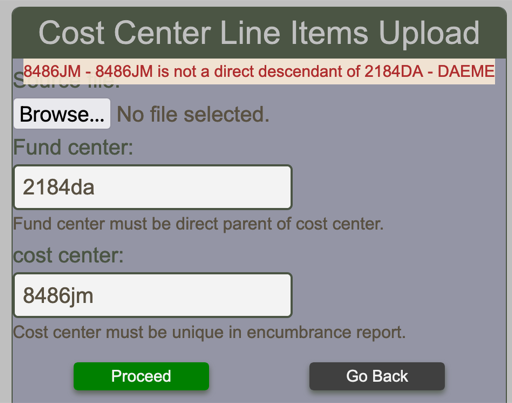 Cost Center Line Items Upload
8486JM - 8486JM is not a direct descendant of 2184DA - DAEME
Source file:
Browse... No file selected.
Fund center:
2184da
Fund center must be direct parent of cost center.
cost center:
8486jm
Cost center must be unique in encumbrance report.
Proceed
Go Back